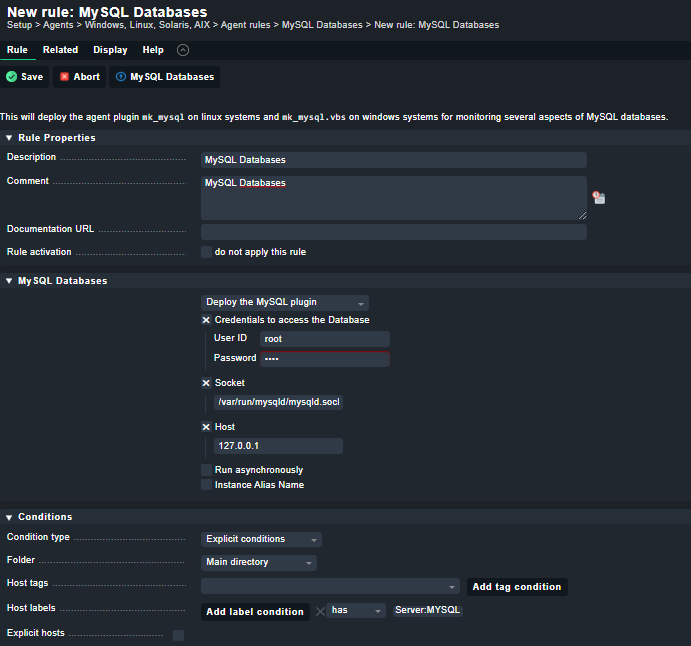 New rule: MySQL Databases
Setup > Agents > Windows, Linux, Solaris, AIX > Agent rules > MySQL Databases > New rule: MySQL Databases
Rule Related Display Help
Save Abort MySQL Databases
This will deploy the agent plugin mk_mysql on linux systems and mk_mysql.vbs on windows systems for monitoring several aspects of MySQL databases.
Rule Properties
Description MySQL Databases
Comment MySQL Databases
Documentation URL
Rule activation do not apply this rule
MySQL Databases
Deploy the MySQL plugin
Credentials to access the Database
User ID root
Password ••••
Socket
/var/run/mysqld/mysqld.sock
Host
127.0.0.1
Run asynchronously
Instance Alias Name
Conditions
Condition type Explicit conditions
Folder Main directory
Host tags Add tag condition
Host labels Add label condition has Server:MYSQL
Explicit hosts